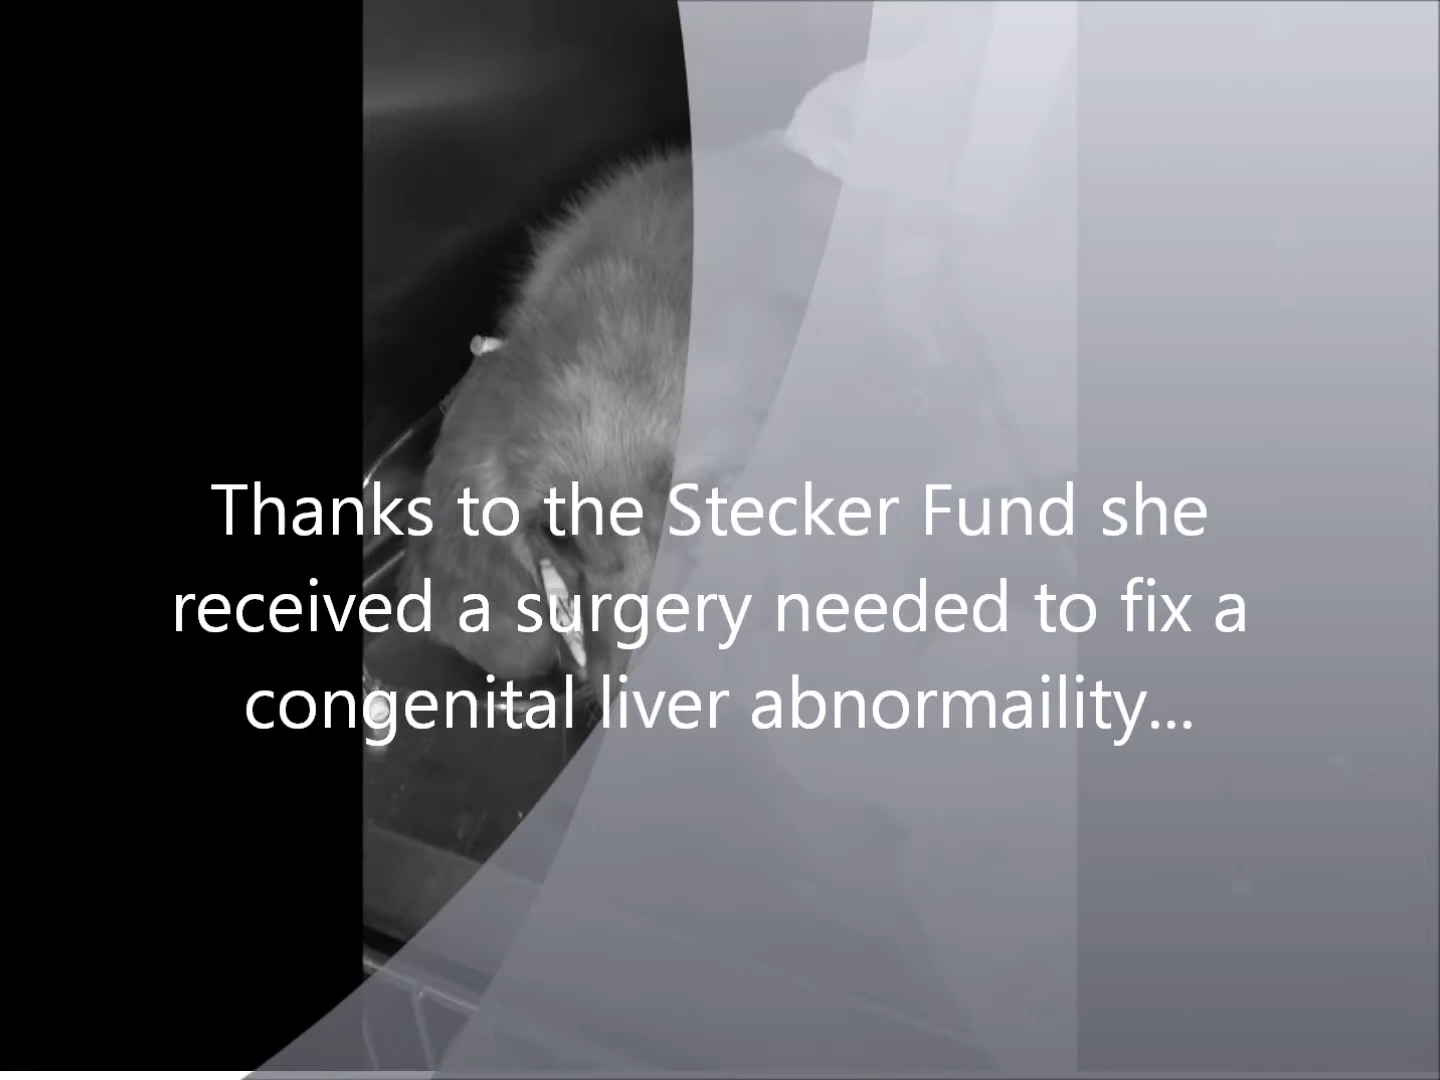 Thanks to the Stecker Fund she
received a surgery needed to fix a
congenital liver abnormaility...